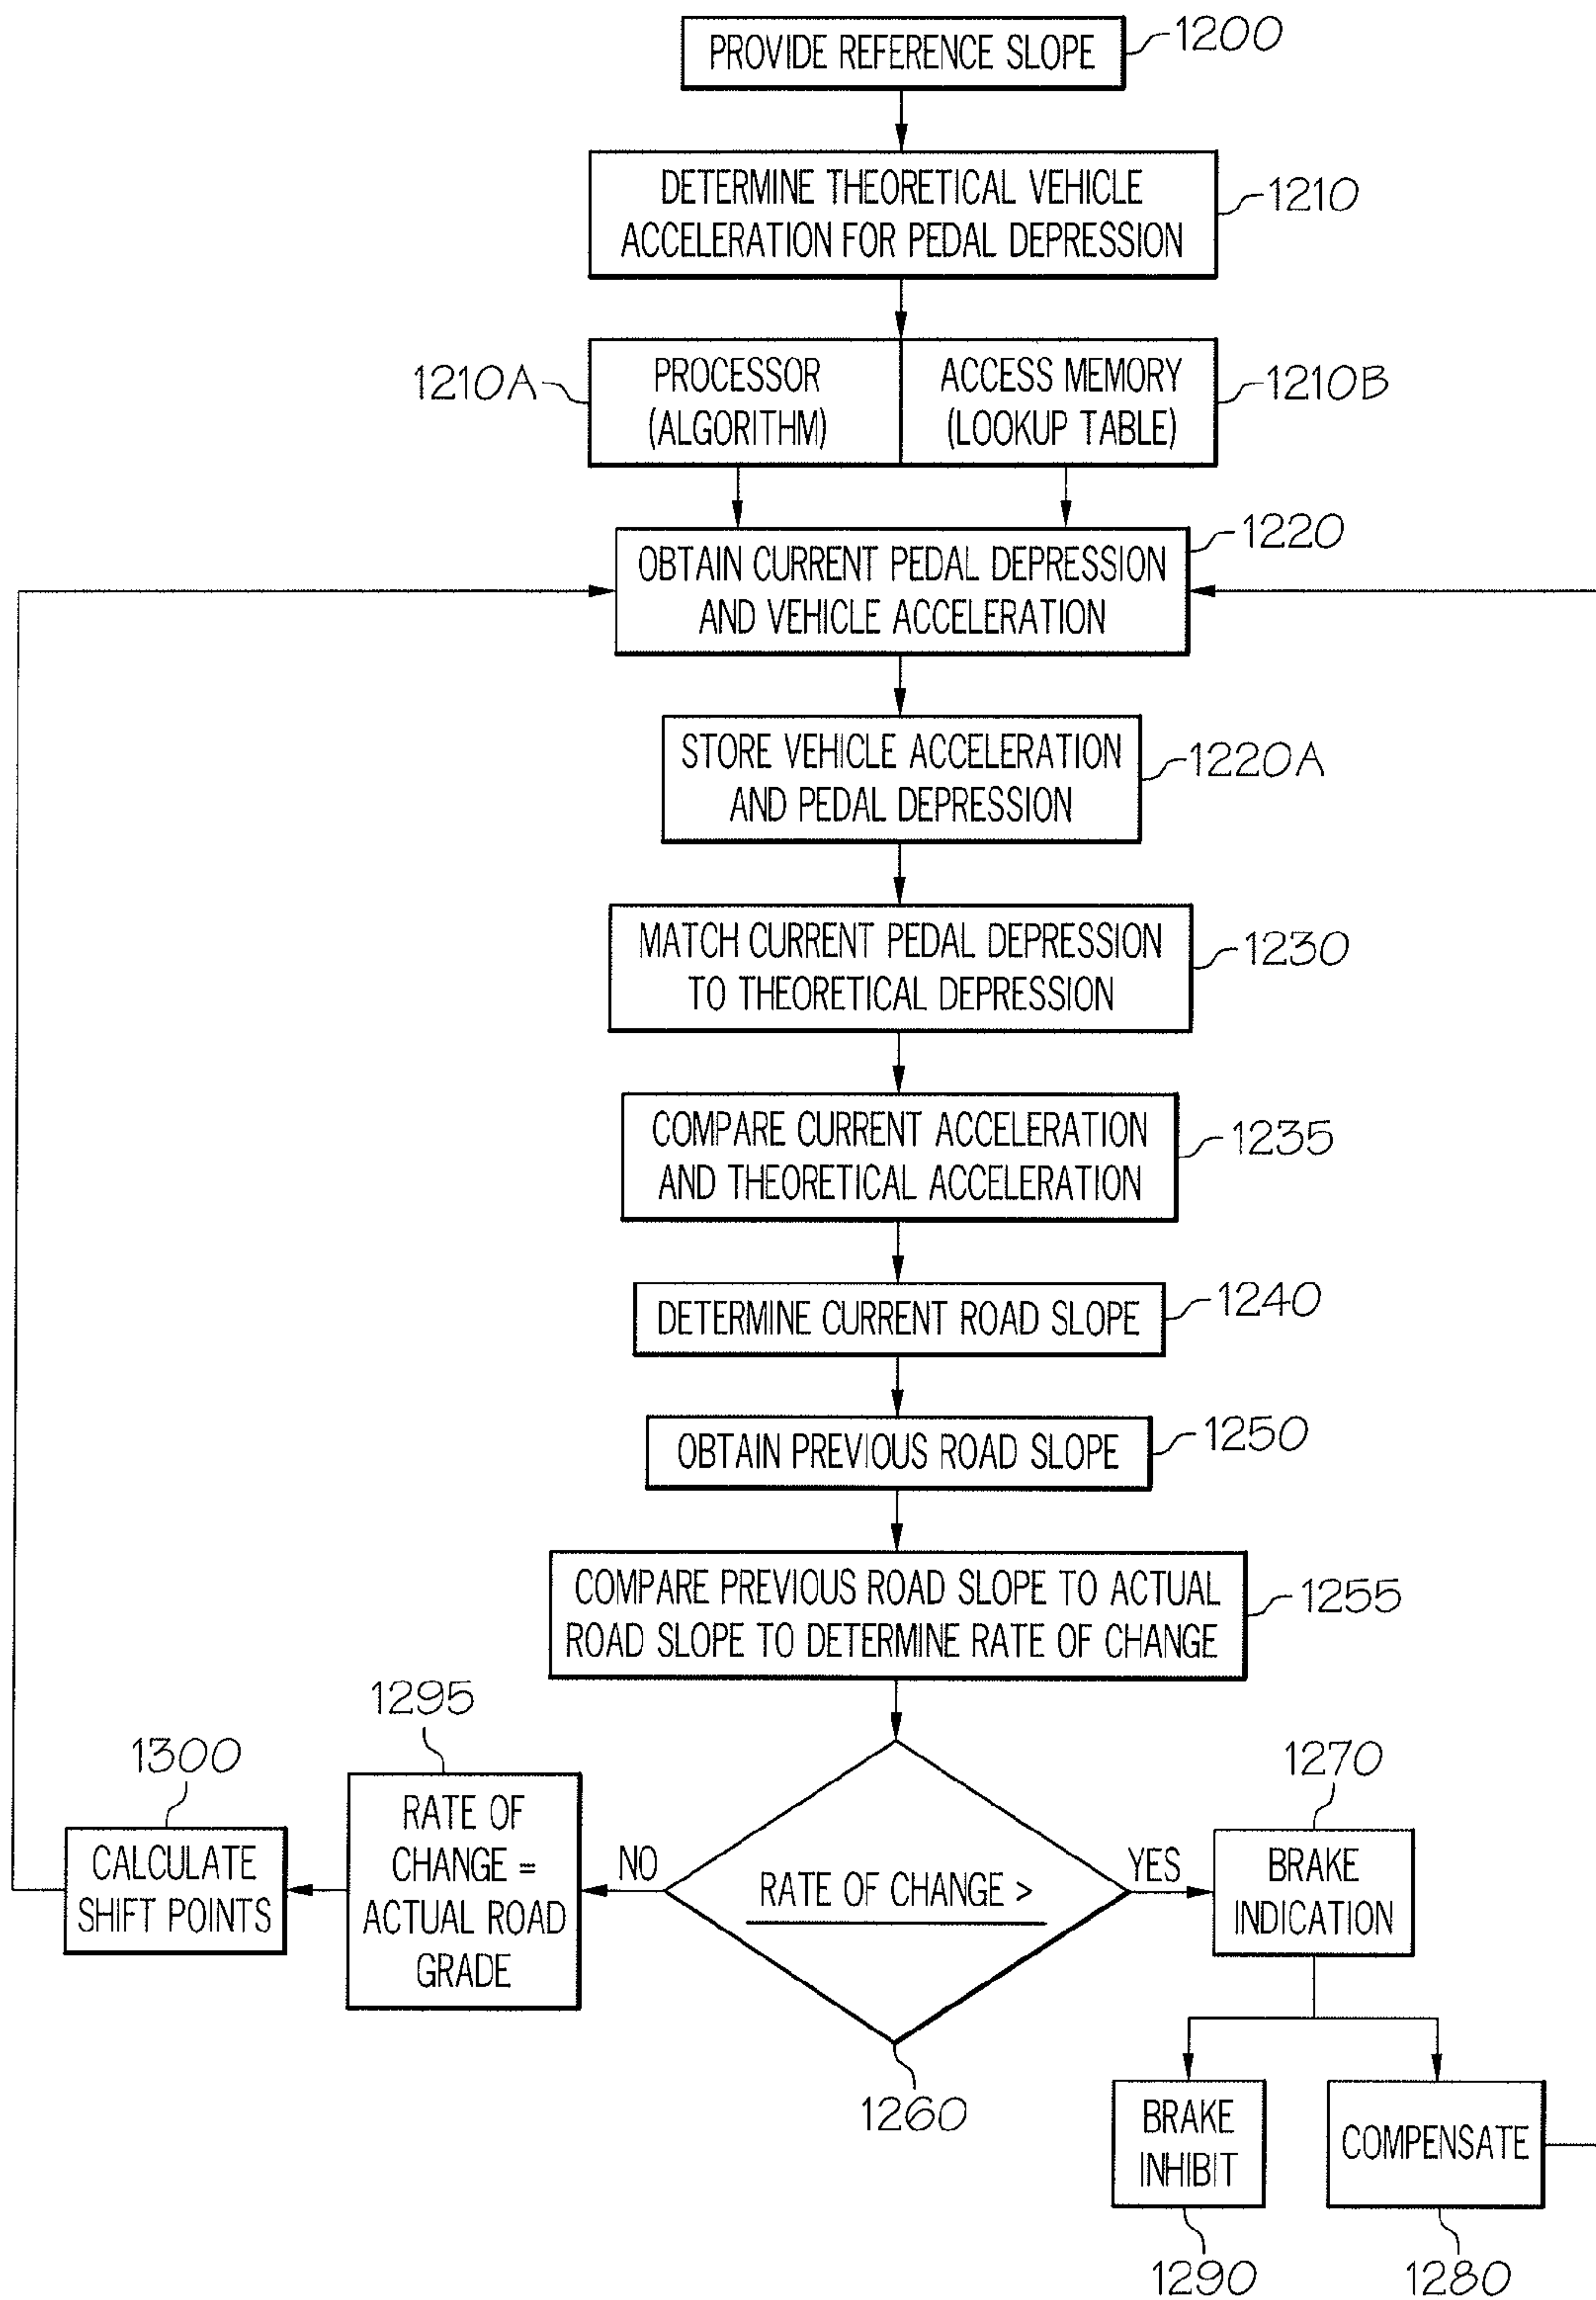 PROVIDE REFERENCE SLOPE
1200
DETERMINE THEORETICAL VEHICLE
ACCELERATION FOR PEDAL DEPRESSION
1210
1210A
PROCESSOR
(ALGORITHM)
ACCESS MEMORY
(LOOKUP TABLE)
1210B
OBTAIN CURRENT PEDAL DEPRESSION
AND VEHICLE ACCELERATION
1220
STORE VEHICLE ACCELERATION
AND PEDAL DEPRESSION
1220A
MATCH CURRENT PEDAL DEPRESSION
TO THEORETICAL DEPRESSION
1230
COMPARE CURRENT ACCELERATION
AND THEORETICAL ACCELERATION
1235
DETERMINE CURRENT ROAD SLOPE
1240
OBTAIN PREVIOUS ROAD SLOPE
1250
COMPARE PREVIOUS ROAD SLOPE TO ACTUAL
ROAD SLOPE TO DETERMINE RATE OF CHANGE
1255
1300
CALCULATE
SHIFT POINTS
1295
RATE OF
CHANGE =
ACTUAL ROAD
GRADE
NO
RATE OF CHANGE >
YES
1260
1270
BRAKE
INDICATION
BRAKE
INHIBIT
1290
COMPENSATE
1280